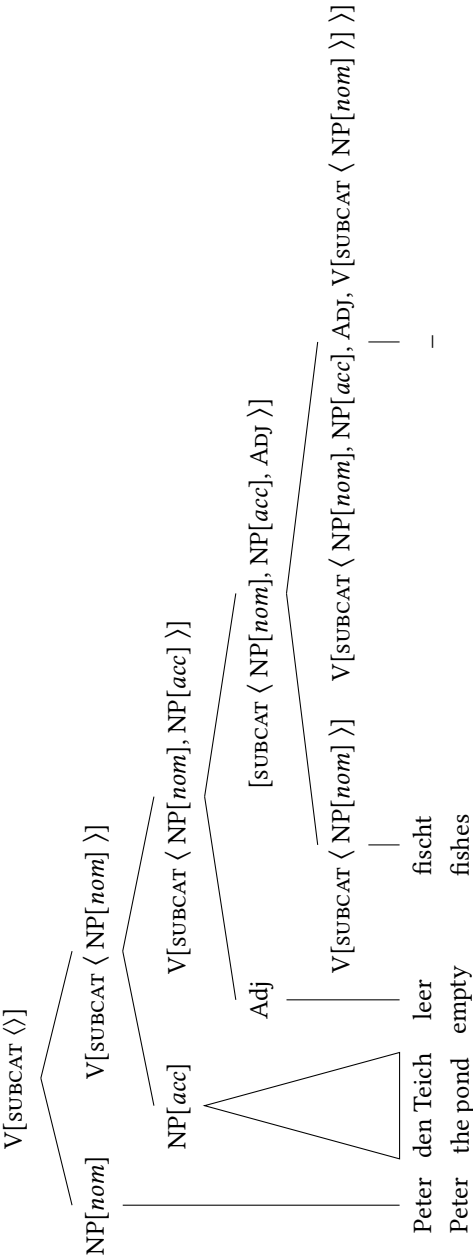 V[SUBCAT ⟨⟩]
NP[nom] V[SUBCAT ⟨ NP[nom] ⟩]
NP[acc] V[SUBCAT ⟨ NP[nom], NP[acc] ⟩]
Adj [SUBCAT ⟨ NP[nom], NP[acc], ADJ ⟩]
V[SUBCAT ⟨ NP[nom] ⟩] V[SUBCAT ⟨ NP[nom], NP[acc], ADJ, V[SUBCAT ⟨ NP[nom] ⟩] ⟩]
Peter den Teich leer fischt –
Peter the pond empty fishes